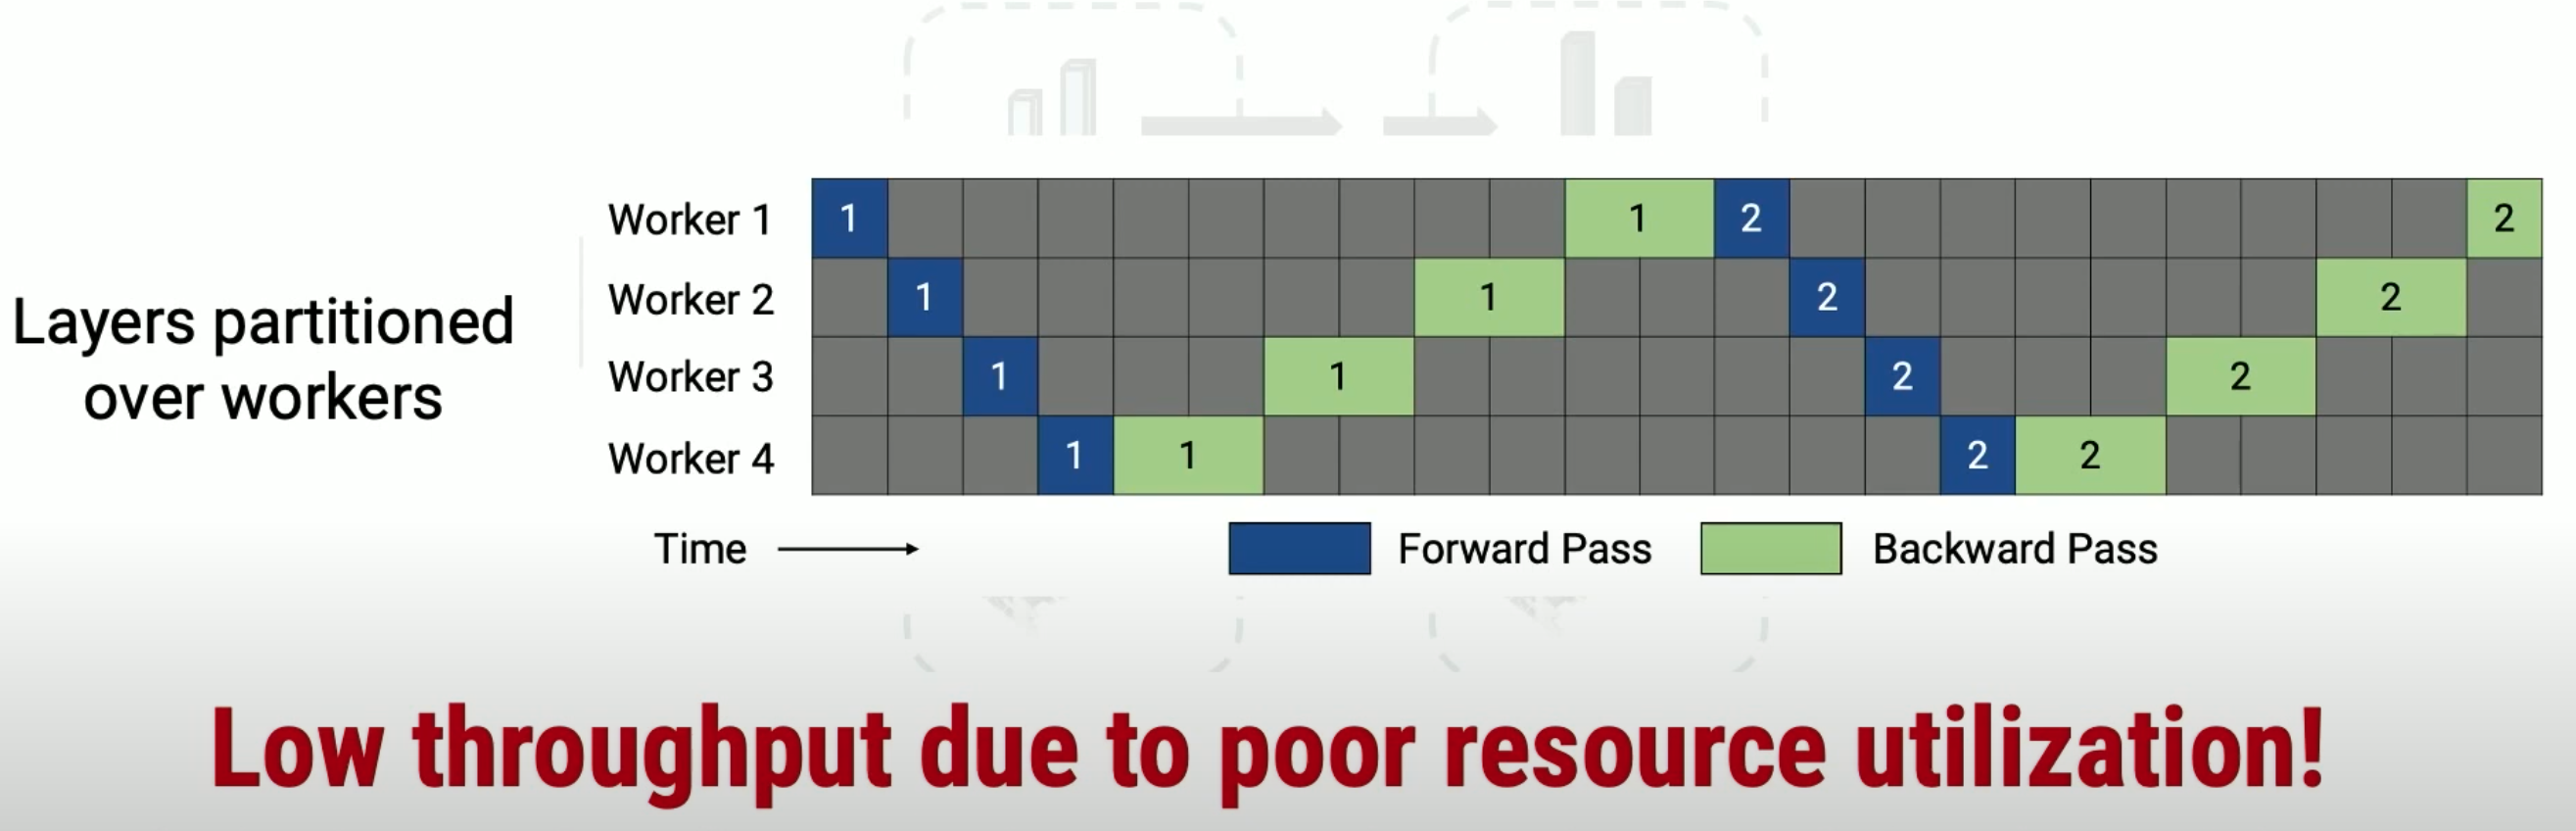 Layers partitioned
over workers
Worker 1 1 1 2 2
Worker 2 1 1 2 2
Worker 3 1 1 2 2
Worker 4 1 1 2 2
Time Forward Pass Backward Pass
Low throughput due to poor resource utilization!